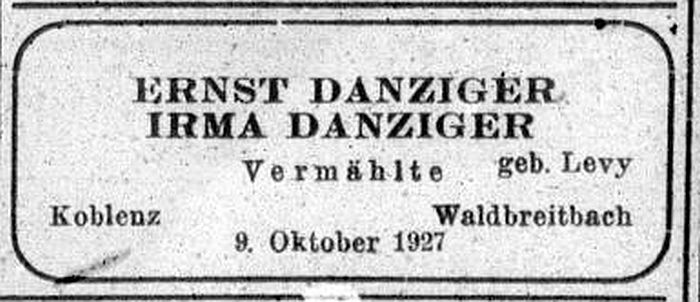 ERNST DANZIGER
IRMA DANZIGER
geb. Levy
Vermählte
Koblenz Waldbreitbach
9. Oktober 1927